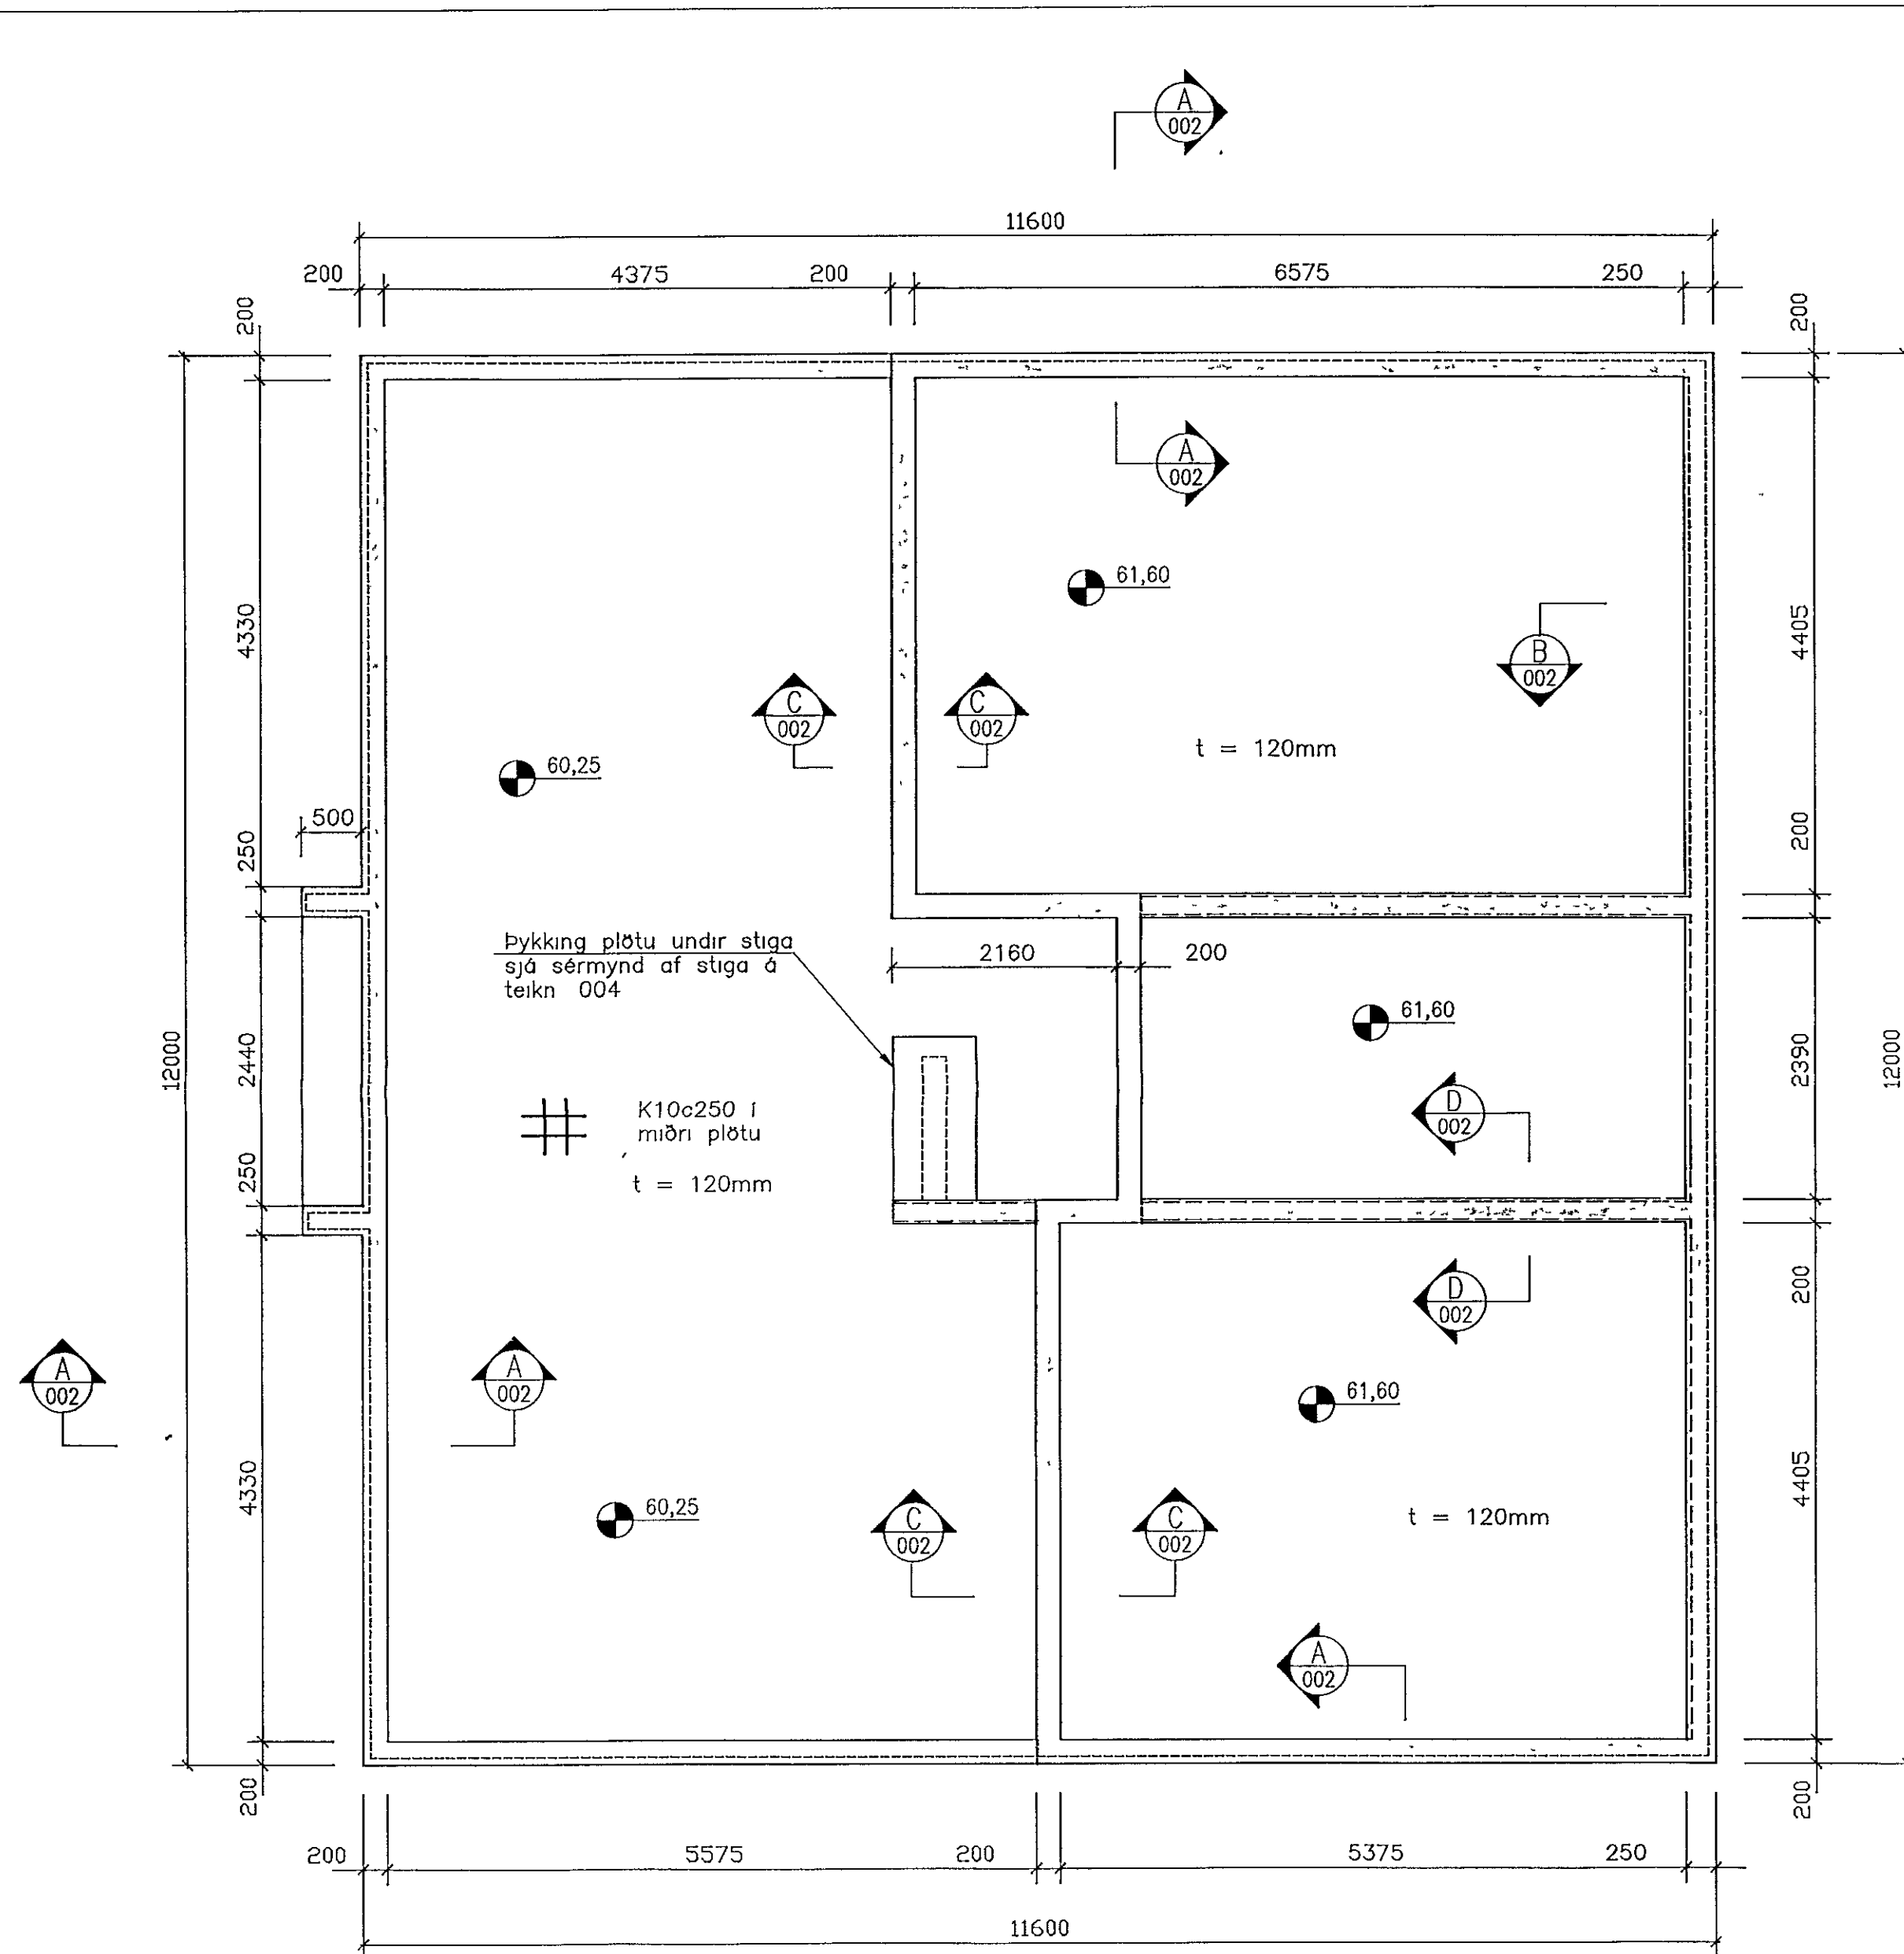 A
002
11600
200 4375 200 6575 250
200
200
A
002
61,60
4330
4405
B
002
C
002
C
002
t = 120mm
60,25
500
250
200
Þykking plötu undir stiga
sjá sérmynd af stiga á
teikn 004
2160
200
61,60
12000
2440
2390
12000
K10c250 í
miðri plötu
D
002
t = 120mm
250
200
D
002
A
002
A
002
61,60
4330
4405
60,25
C
002
C
002
t = 120mm
A
002
200
200
200 5575 200 5375 250
11600